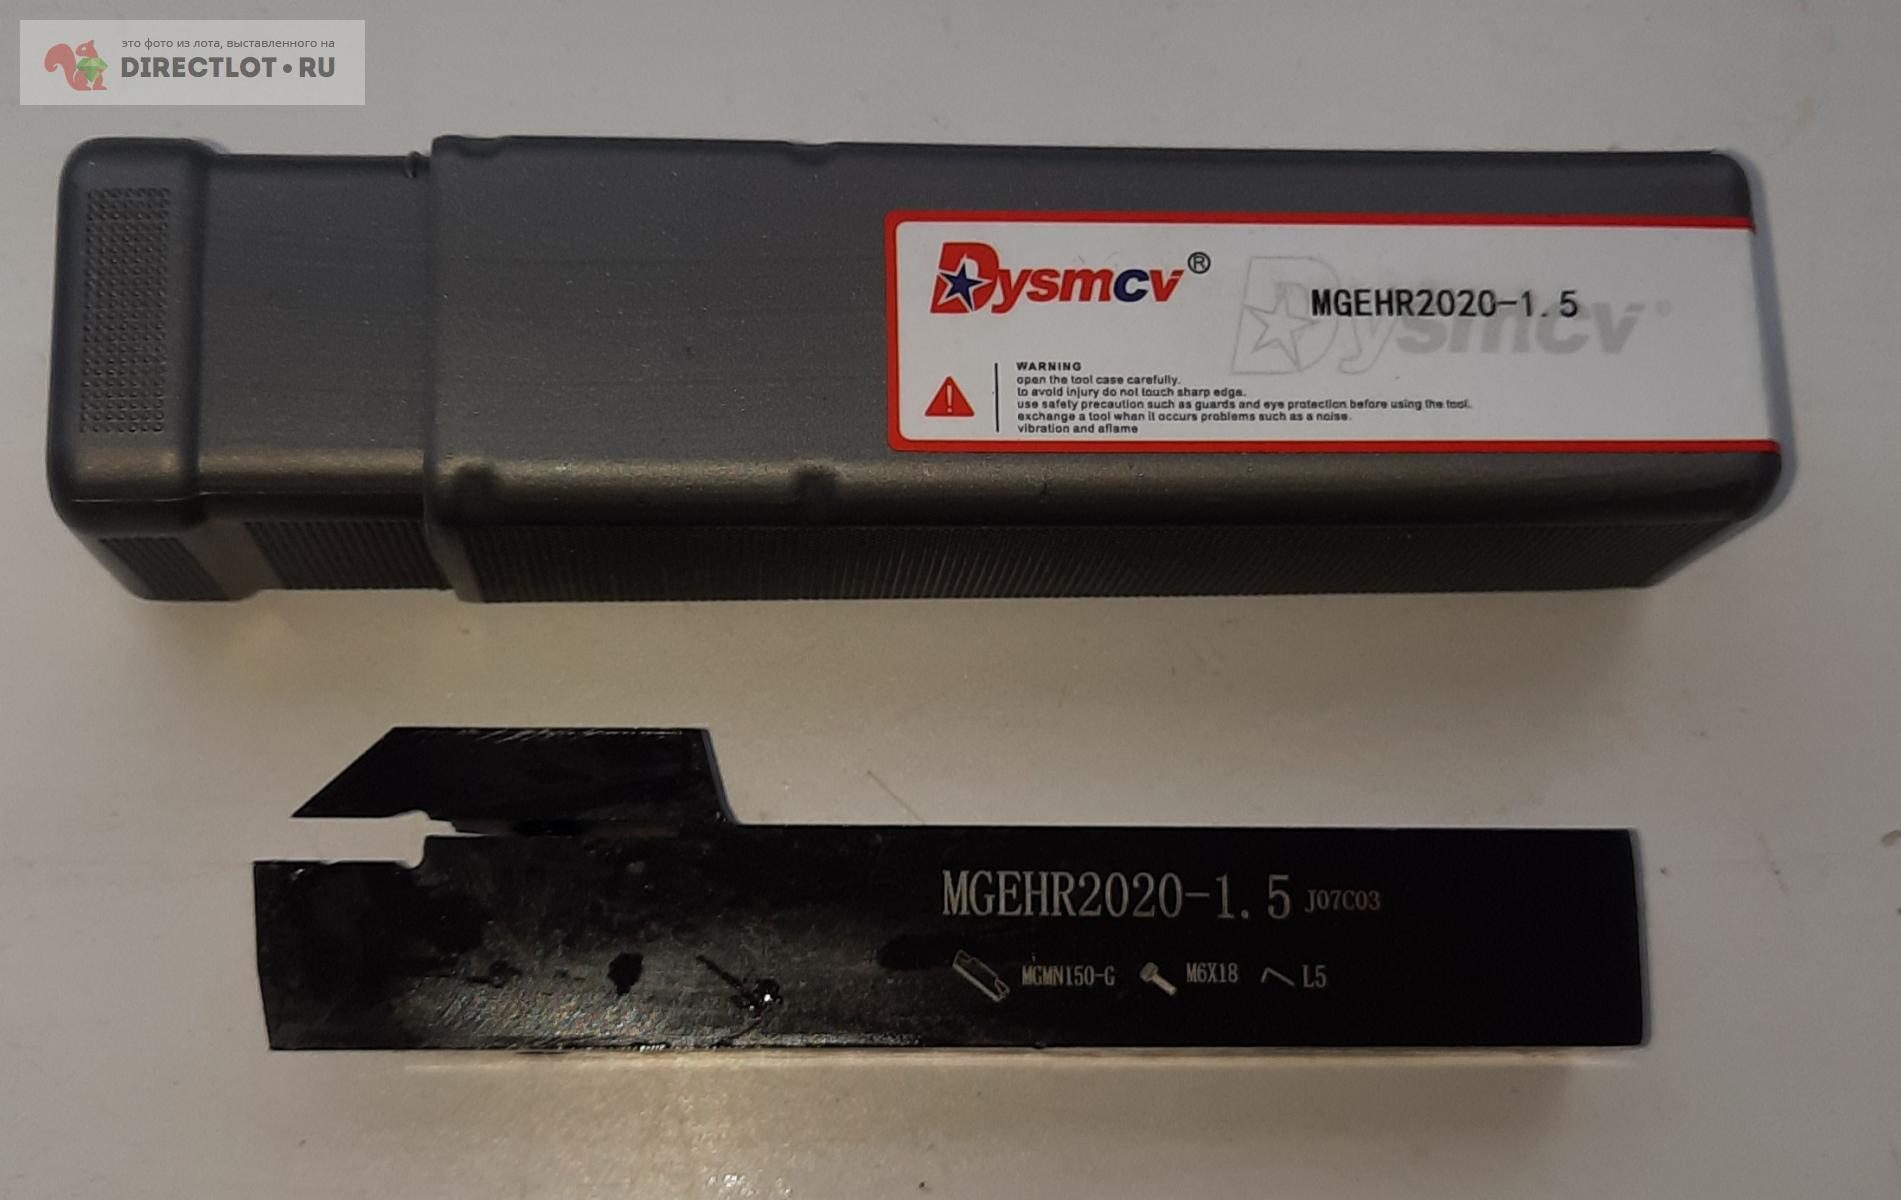 это фото из лота, выставленного на
DIRECTLOT•RU
Dysmcv®
MGEHR2020-1.5
Dysmcv®
WARNING
open the tool case carefully.
to avoid injury do not touch sharp edge.
use safety precaution such as guards and eye protection before using the tool.
exchange a tool when it occurs problems such as a noise.
vibration and aflame
MGEHR2020-1.5 J07C03
MGMN150-G M6X18 L5